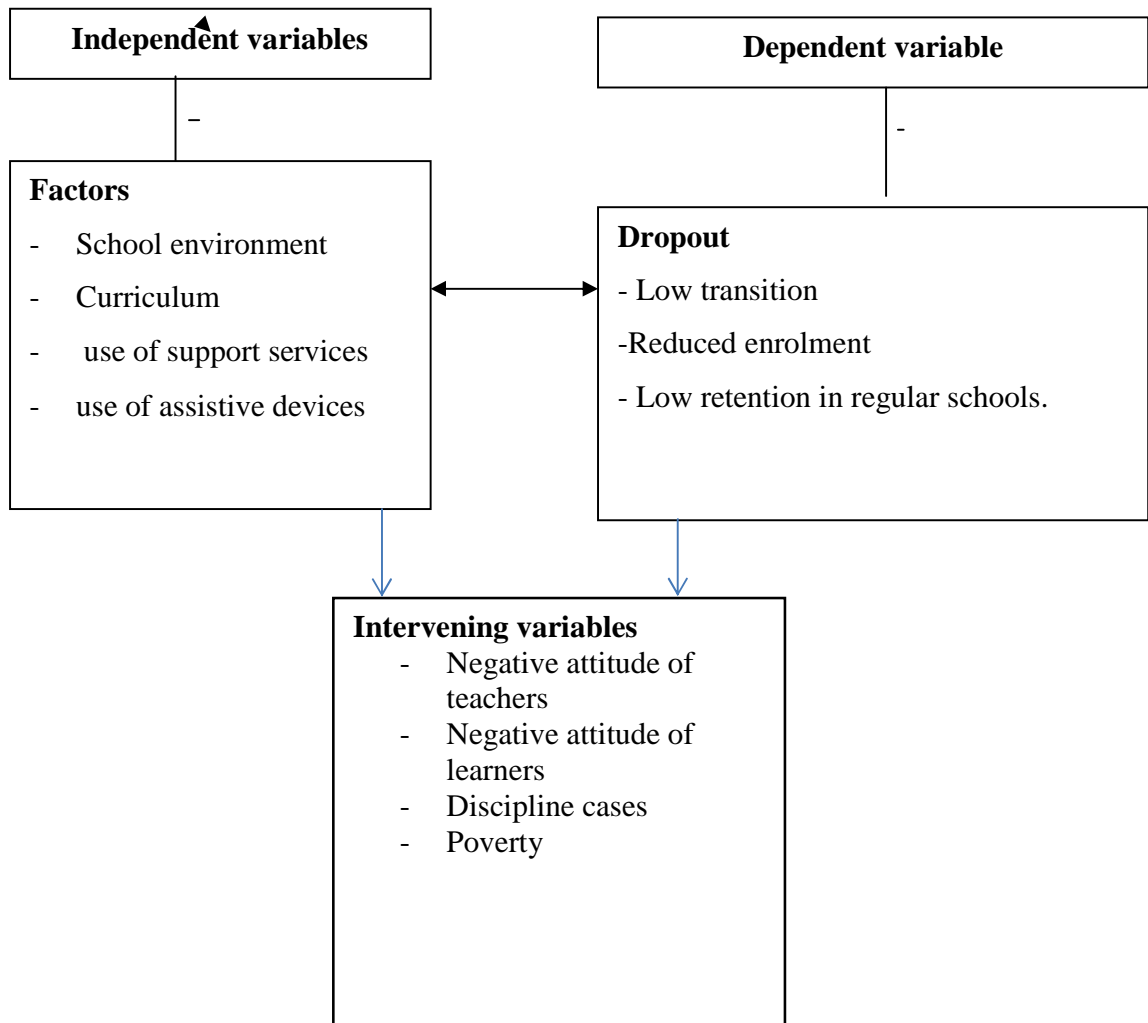 Independent variables
Dependent variable
–
-
Factors
- School environment
- Curriculum
- use of support services
- use of assistive devices
Dropout
- Low transition
-Reduced enrolment
- Low retention in regular schools.
Intervening variables
- Negative attitude of
teachers
- Negative attitude of
learners
- Discipline cases
- Poverty